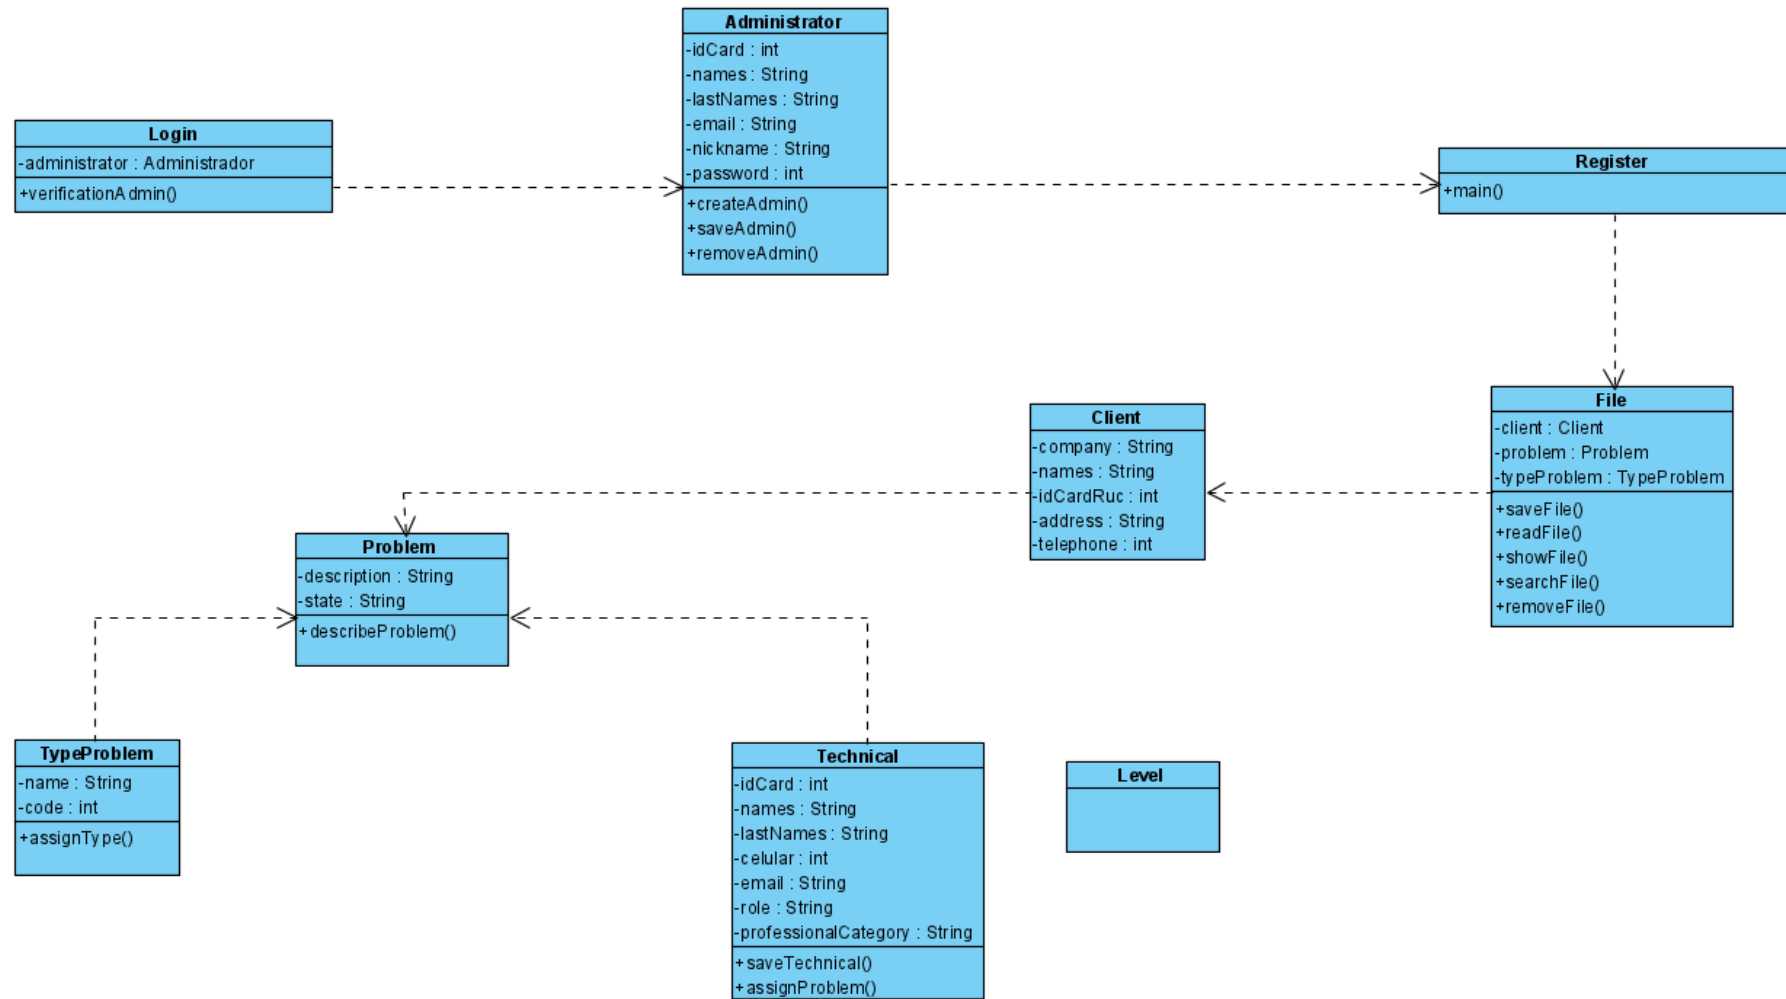 Administrator
-idCard : int
-names : String
-lastNames : String
-email : String
-nickname : String
-password : int
+createAdmin()
+saveAdmin()
+removeAdmin()
Login
-administrator : Administrador
+verificationAdmin()
Register
+main()
File
-client : Client
-problem : Problem
-typeProblem : TypeProblem
+saveFile()
+readFile()
+showFile()
+searchFile()
+removeFile()
Client
-company : String
-names : String
-idCardRuc : int
-address : String
-telephone : int
Problem
-description : String
-state : String
+describeProblem()
TypeProblem
-name : String
-code : int
+assignType()
Technical
-idCard : int
-names : String
-lastNames : String
-celular : int
-email : String
-role : String
-professionalCategory : String
+saveTechnical()
+assignProblem()
Level